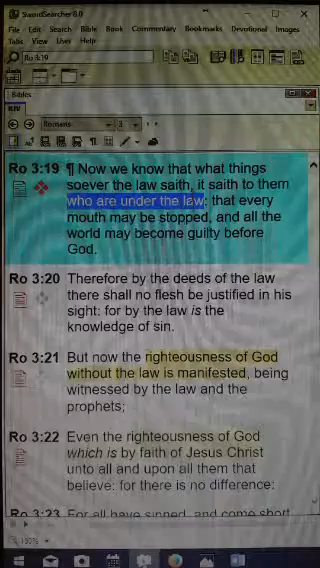 SwordSearcher 8.0
File Edit Search Bible Book Commentary Bookmarks Devotional Images
Tabs View User Help
Ro 3:19
Bibles
KJV
Romans 3
Ro 3:19 ¶ Now we know that what things
soever the law saith, it saith to them
who are under the law: that every
mouth may be stopped, and all the
world may become guilty before
God.
Ro 3:20 Therefore by the deeds of the law
there shall no flesh be justified in his
sight: for by the law is the
knowledge of sin.
Ro 3:21 But now the righteousness of God
without the law is manifested, being
witnessed by the law and the
prophets;
Ro 3:22 Even the righteousness of God
which is by faith of Jesus Christ
unto all and upon all them that
believe: for there is no difference:
Ro 3:23 For all have sinned, and come short
150%